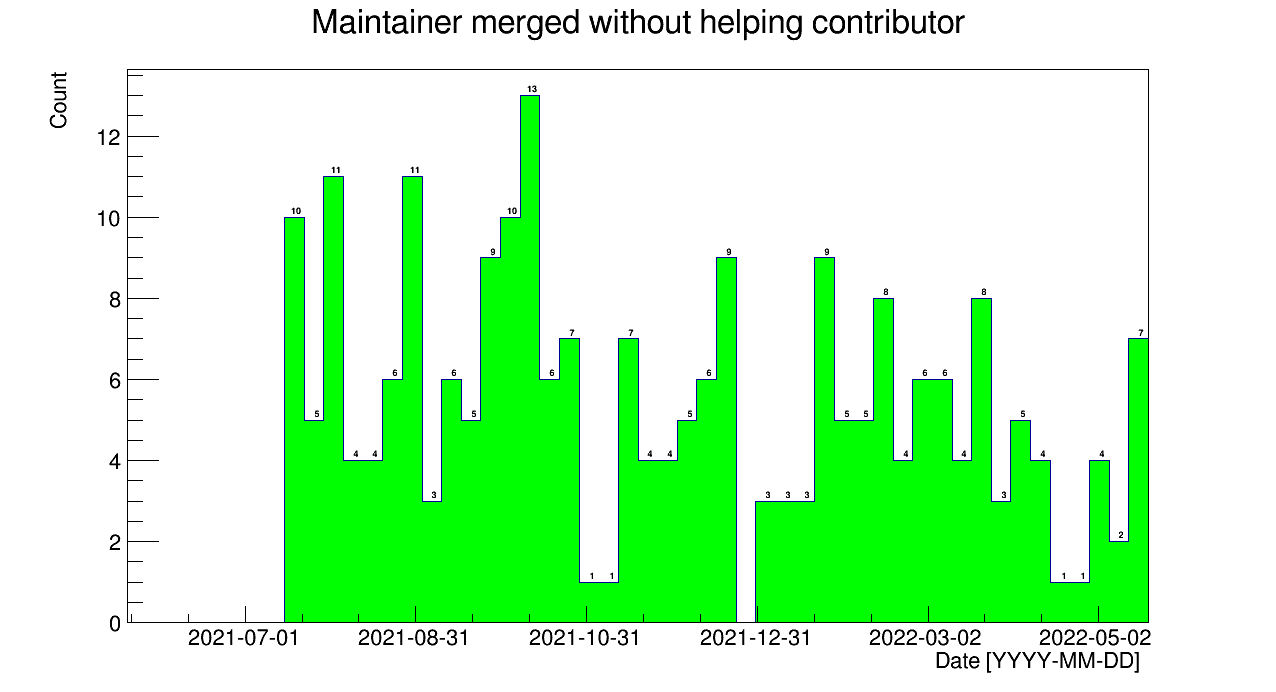 Maintainer merged without helping contributor
Count
13
12
11 11
10 10
10
9 9 9
8 8
8
7 7 7
6 6 6 6 6 6
6
5 5 5 5 5 5
4 4 4 4 4 4 4 4
4
3 3 3 3 3
2
2
1 1 1 1
0
2021-07-01 2021-08-31 2021-10-31 2021-12-31 2022-03-02 2022-05-02
Date [YYYY-MM-DD]